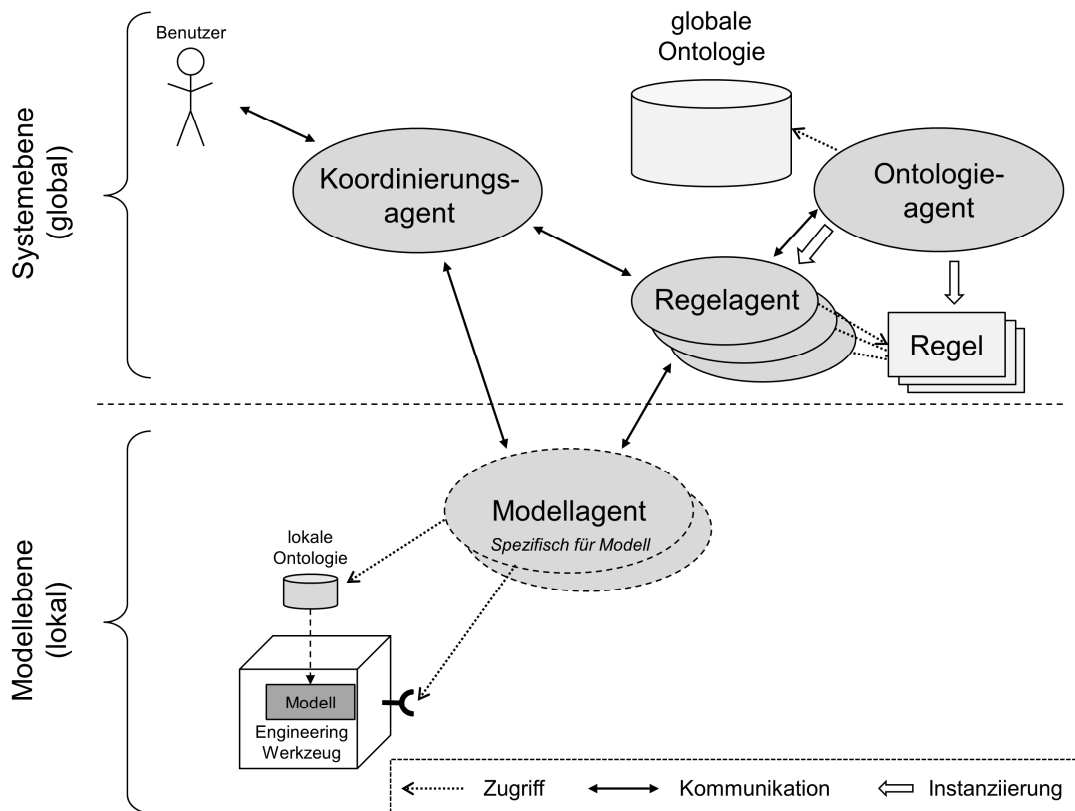 Systemebene
(global)
Benutzer
globale
Ontologie
Koordinierungs-
agent
Ontologie-
agent
Regelagent
Regel
Modellebene
(lokal)
Modellagent
Spezifisch für Modell
lokale
Ontologie
Modell
Engineering
Werkzeug
Zugriff
Kommunikation
Instanziierung